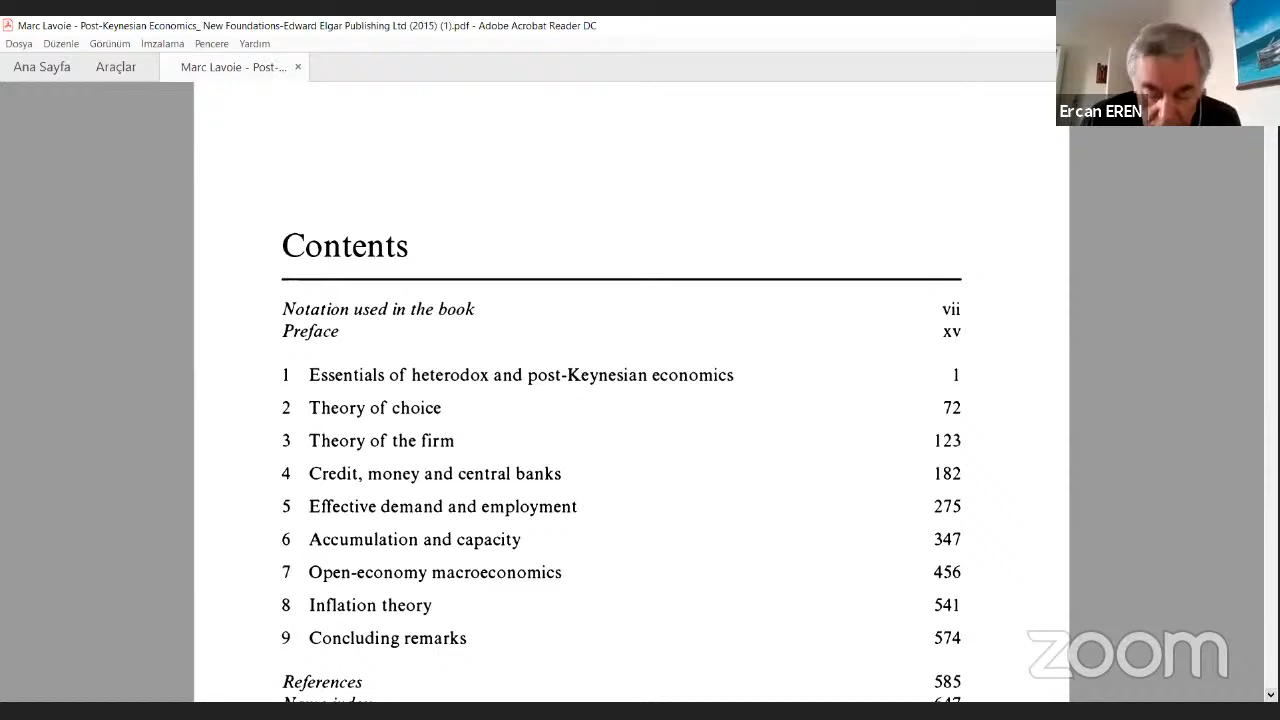 Marc Lavoie - Post-Keynesian Economics_ New Foundations-Edward Elgar Publishing Ltd (2015) (1).pdf - Adobe Acrobat Reader DC
Dosya Düzenle Görünüm İmzalama Pencere Yardım
Ana Sayfa Araçlar Marc Lavoie - Post-... ×
Ercan EREN
Contents
Notation used in the book vii
Preface xv
1 Essentials of heterodox and post-Keynesian economics 1
2 Theory of choice 72
3 Theory of the firm 123
4 Credit, money and central banks 182
5 Effective demand and employment 275
6 Accumulation and capacity 347
7 Open-economy macroeconomics 456
8 Inflation theory 541
9 Concluding remarks 574
References 585
Name index 647
zoom